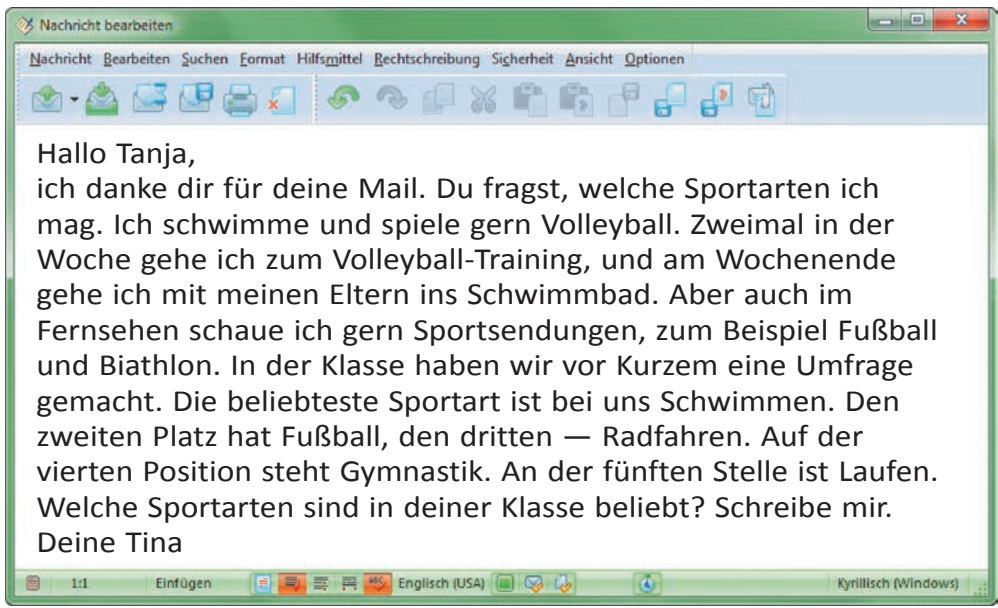 Nachricht bearbeiten
Nachricht Bearbeiten Suchen Format Hilfsmittel Rechtschreibung Sicherheit Ansicht Optionen
Hallo Tanja,
ich danke dir für deine Mail. Du fragst, welche Sportarten ich
mag. Ich schwimme und spiele gern Volleyball. Zweimal in der
Woche gehe ich zum Volleyball-Training, und am Wochenende
gehe ich mit meinen Eltern ins Schwimmbad. Aber auch im
Fernsehen schaue ich gern Sportsendungen, zum Beispiel Fußball
und Biathlon. In der Klasse haben wir vor Kurzem eine Umfrage
gemacht. Die beliebteste Sportart ist bei uns Schwimmen. Den
zweiten Platz hat Fußball, den dritten — Radfahren. Auf der
vierten Position steht Gymnastik. An der fünften Stelle ist Laufen.
Welche Sportarten sind in deiner Klasse beliebt? Schreibe mir.
Deine Tina
1:1 Einfügen ABC Englisch (USA) Kyrillisch (Windows)